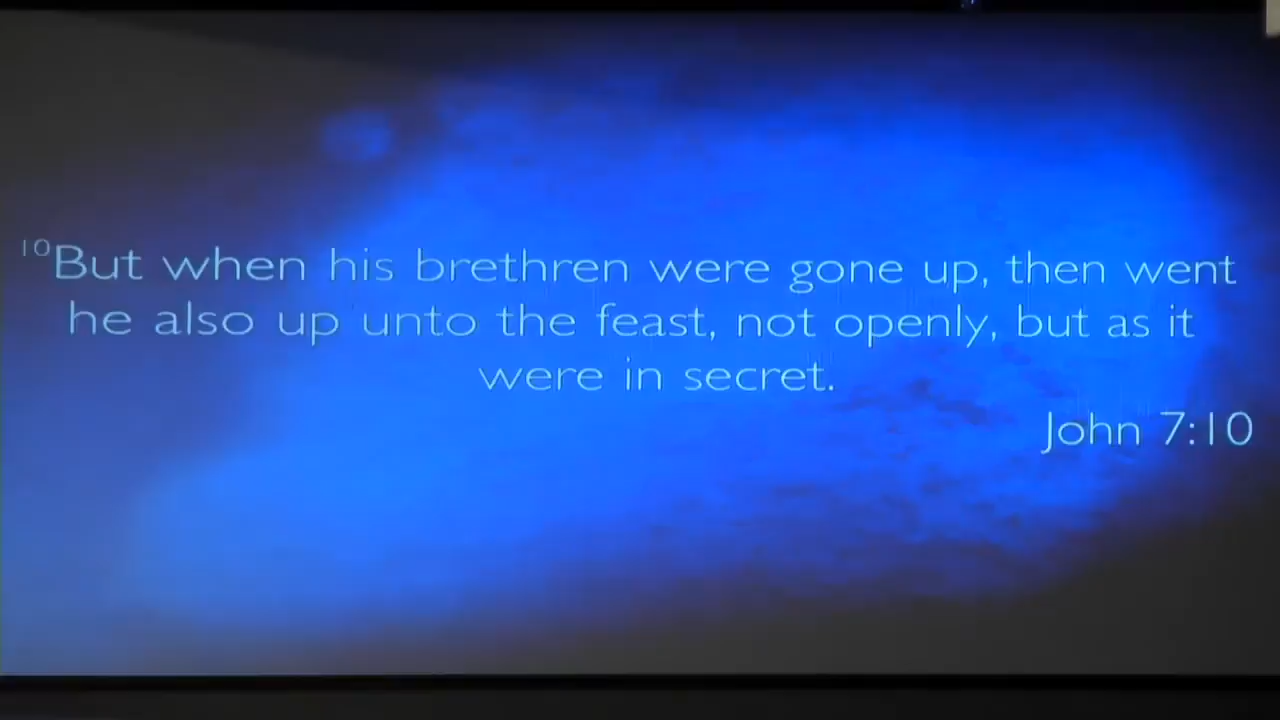 10But when his brethren were gone up, then went
he also up unto the feast, not openly, but as it
were in secret.
John 7:10